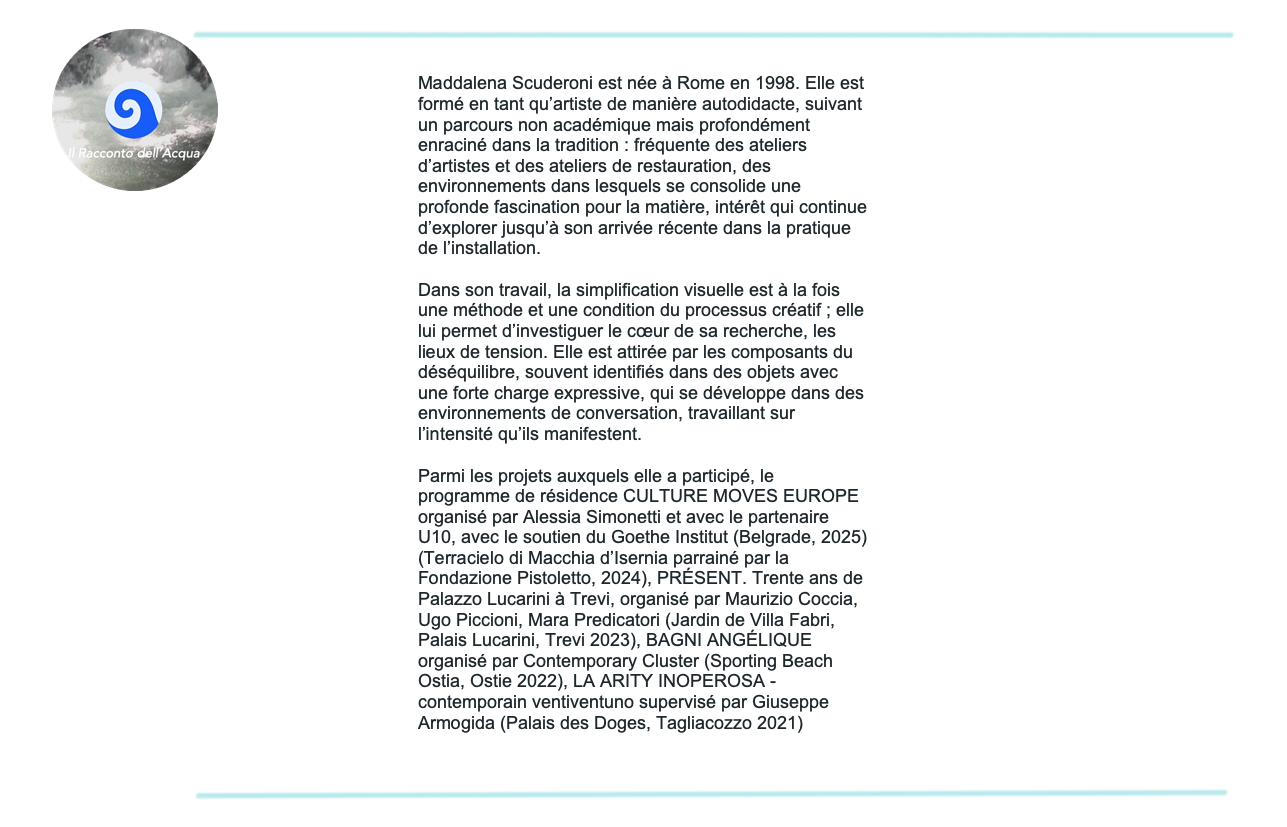 Il Racconto dell'Acqua
Maddalena Scuderoni est née à Rome en 1998. Elle est
formé en tant qu’artiste de manière autodidacte, suivant
un parcours non académique mais profondément
enraciné dans la tradition : fréquente des ateliers
d’artistes et des ateliers de restauration, des
environnements dans lesquels se consolide une
profonde fascination pour la matière, intérêt qui continue
d’explorer jusqu’à son arrivée récente dans la pratique
de l’installation.
Dans son travail, la simplification visuelle est à la fois
une méthode et une condition du processus créatif ; elle
lui permet d’investiguer le cœur de sa recherche, les
lieux de tension. Elle est attirée par les composants du
déséquilibre, souvent identifiés dans des objets avec
une forte charge expressive, qui se développe dans des
environnements de conversation, travaillant sur
l’intensité qu’ils manifestent.
Parmi les projets auxquels elle a participé, le
programme de résidence CULTURE MOVES EUROPE
organisé par Alessia Simonetti et avec le partenaire
U10, avec le soutien du Goethe Institut (Belgrade, 2025)
(Terracielo di Macchia d’Isernia parrainé par la
Fondazione Pistoletto, 2024), PRÉSENT. Trente ans de
Palazzo Lucarini à Trevi, organisé par Maurizio Coccia,
Ugo Piccioni, Mara Predicatori (Jardin de Villa Fabri,
Palais Lucarini, Trevi 2023), BAGNI ANGÉLIQUE
organisé par Contemporary Cluster (Sporting Beach
Ostia, Ostie 2022), LA ARITY INOPEROSA -
contemporain ventiventuno supervisé par Giuseppe
Armogida (Palais des Doges, Tagliacozzo 2021)